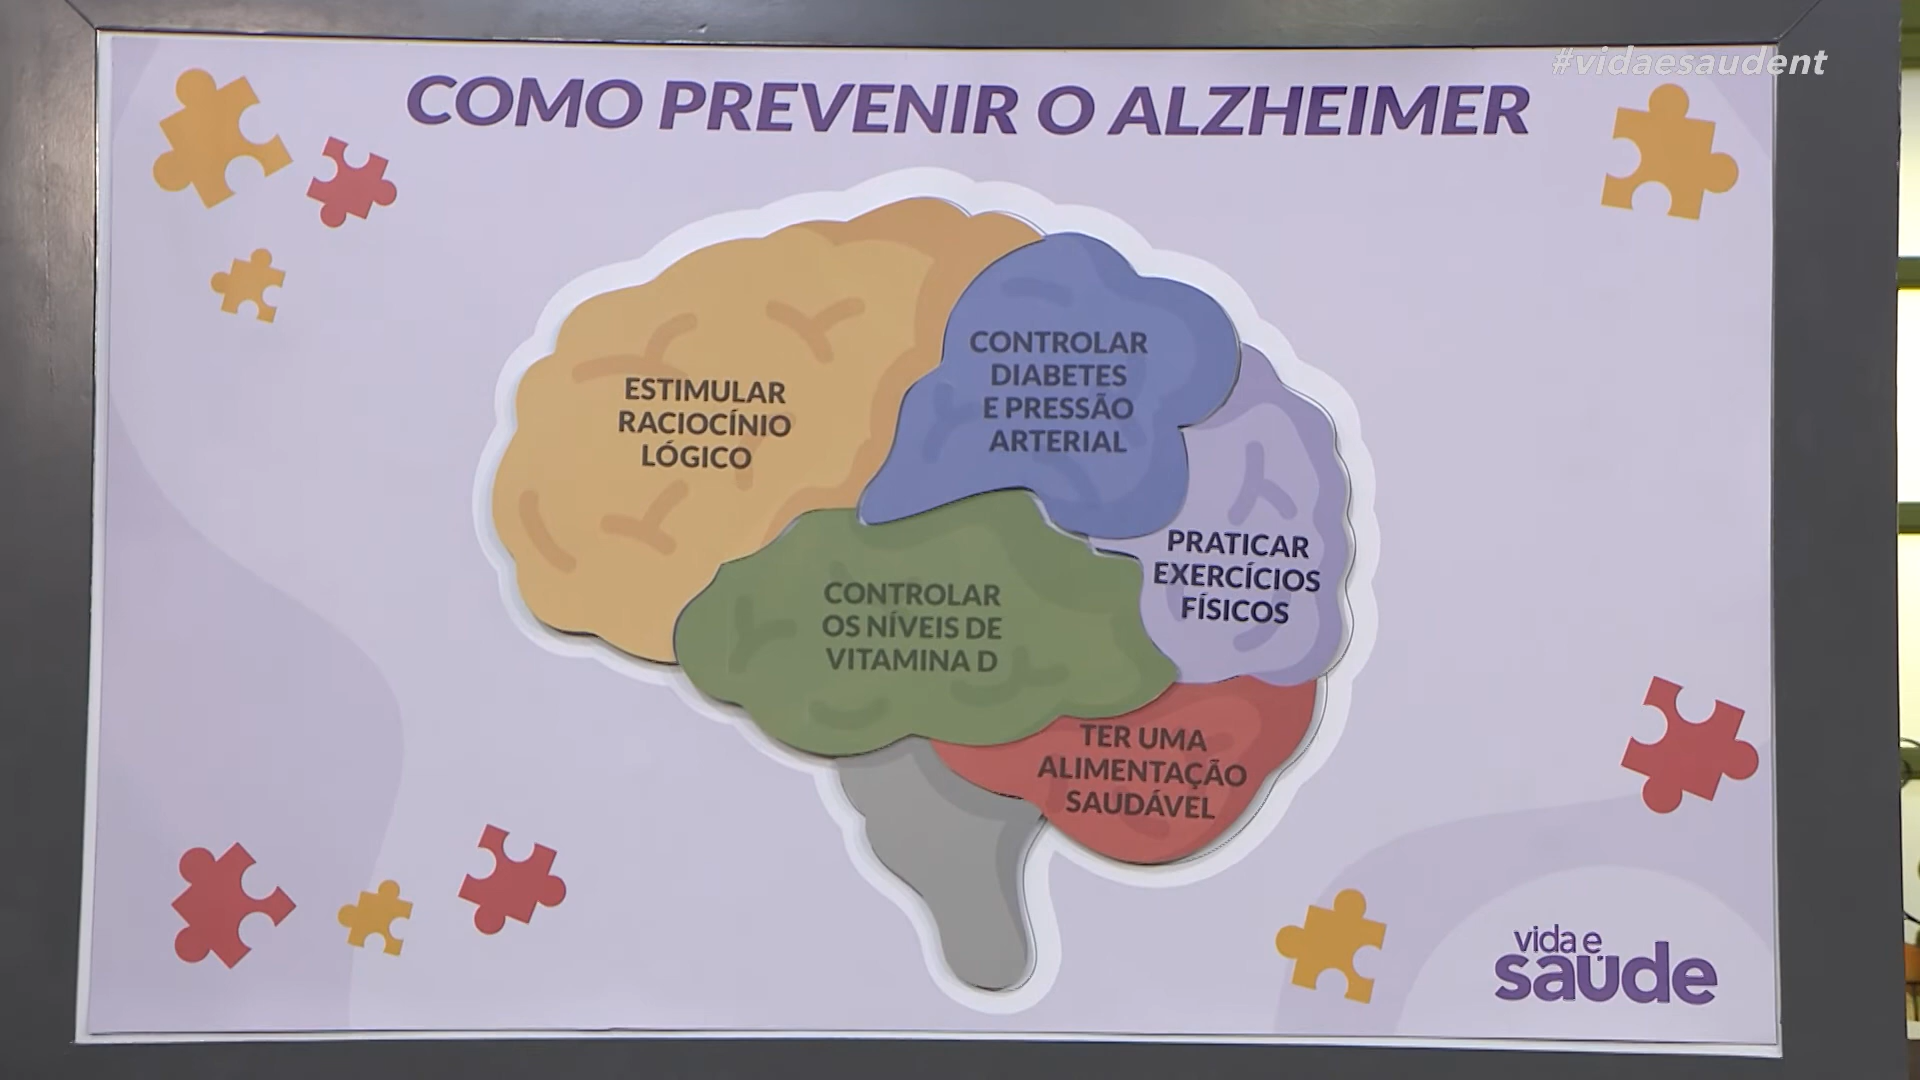 #vidaesaudent
COMO PREVENIR O ALZHEIMER
ESTIMULAR
RACIOCÍNIO
LÓGICO
CONTROLAR
DIABETES
E PRESSÃO
ARTERIAL
PRATICAR
EXERCÍCIOS
FÍSICOS
CONTROLAR
OS NÍVEIS DE
VITAMINA D
TER UMA
ALIMENTAÇÃO
SAUDÁVEL
vida e
saúde